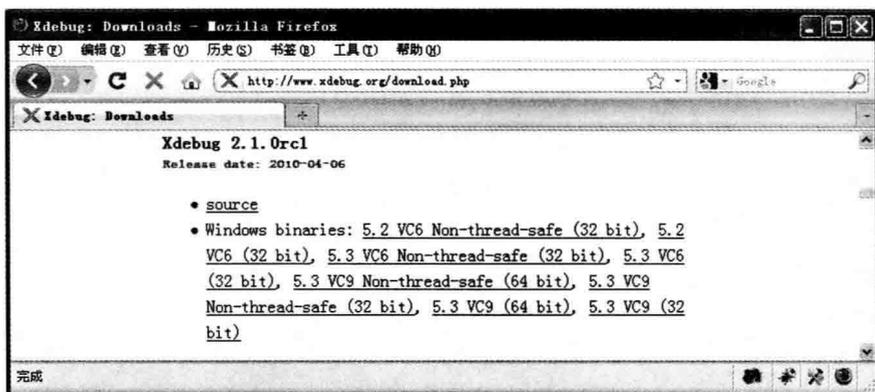 Xdebug: Downloads - Mozilla Firefox
文件(F) 编辑(E) 查看(V) 历史(S) 书签(B) 工具(T) 帮助(H)
http://www.xdebug.org/download.php
Google
Xdebug: Downloads
Xdebug 2.1.0rc1
Release date: 2010-04-06
• source
• Windows binaries: 5.2 VC6 Non-thread-safe (32 bit), 5.2
VC6 (32 bit), 5.3 VC6 Non-thread-safe (32 bit), 5.3 VC6
(32 bit), 5.3 VC9 Non-thread-safe (64 bit), 5.3 VC9
Non-thread-safe (32 bit), 5.3 VC9 (64 bit), 5.3 VC9 (32
bit)
完成